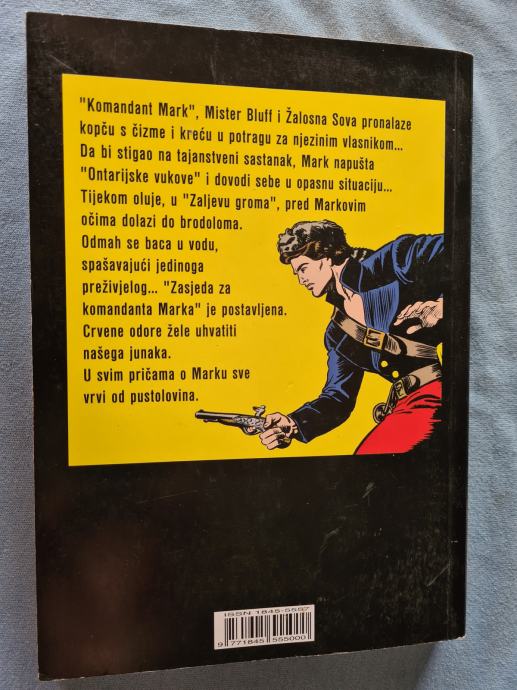 "Komandant Mark", Mister Bluff i Žalosna Sova pronalaze
kopču s čizme i kreću u potragu za njezinim vlasnikom...
Da bi stigao na tajanstveni sastanak, Mark napušta
"Ontarijske vukove" i dovodi sebe u opasnu situaciju...
Tijekom oluje, u "Zaljevu groma", pred Markovim
očima dolazi do brodoloma.
Odmah se baca u vodu,
spašavajući jedinoga
preživjelog... "Zasjeda za
komandanta Marka" je postavljena.
Crvene odore žele uhvatiti
našega junaka.
U svim pričama o Marku sve
vrvi od pustolovina.
ISSN 1845-5557
9 771845 555000